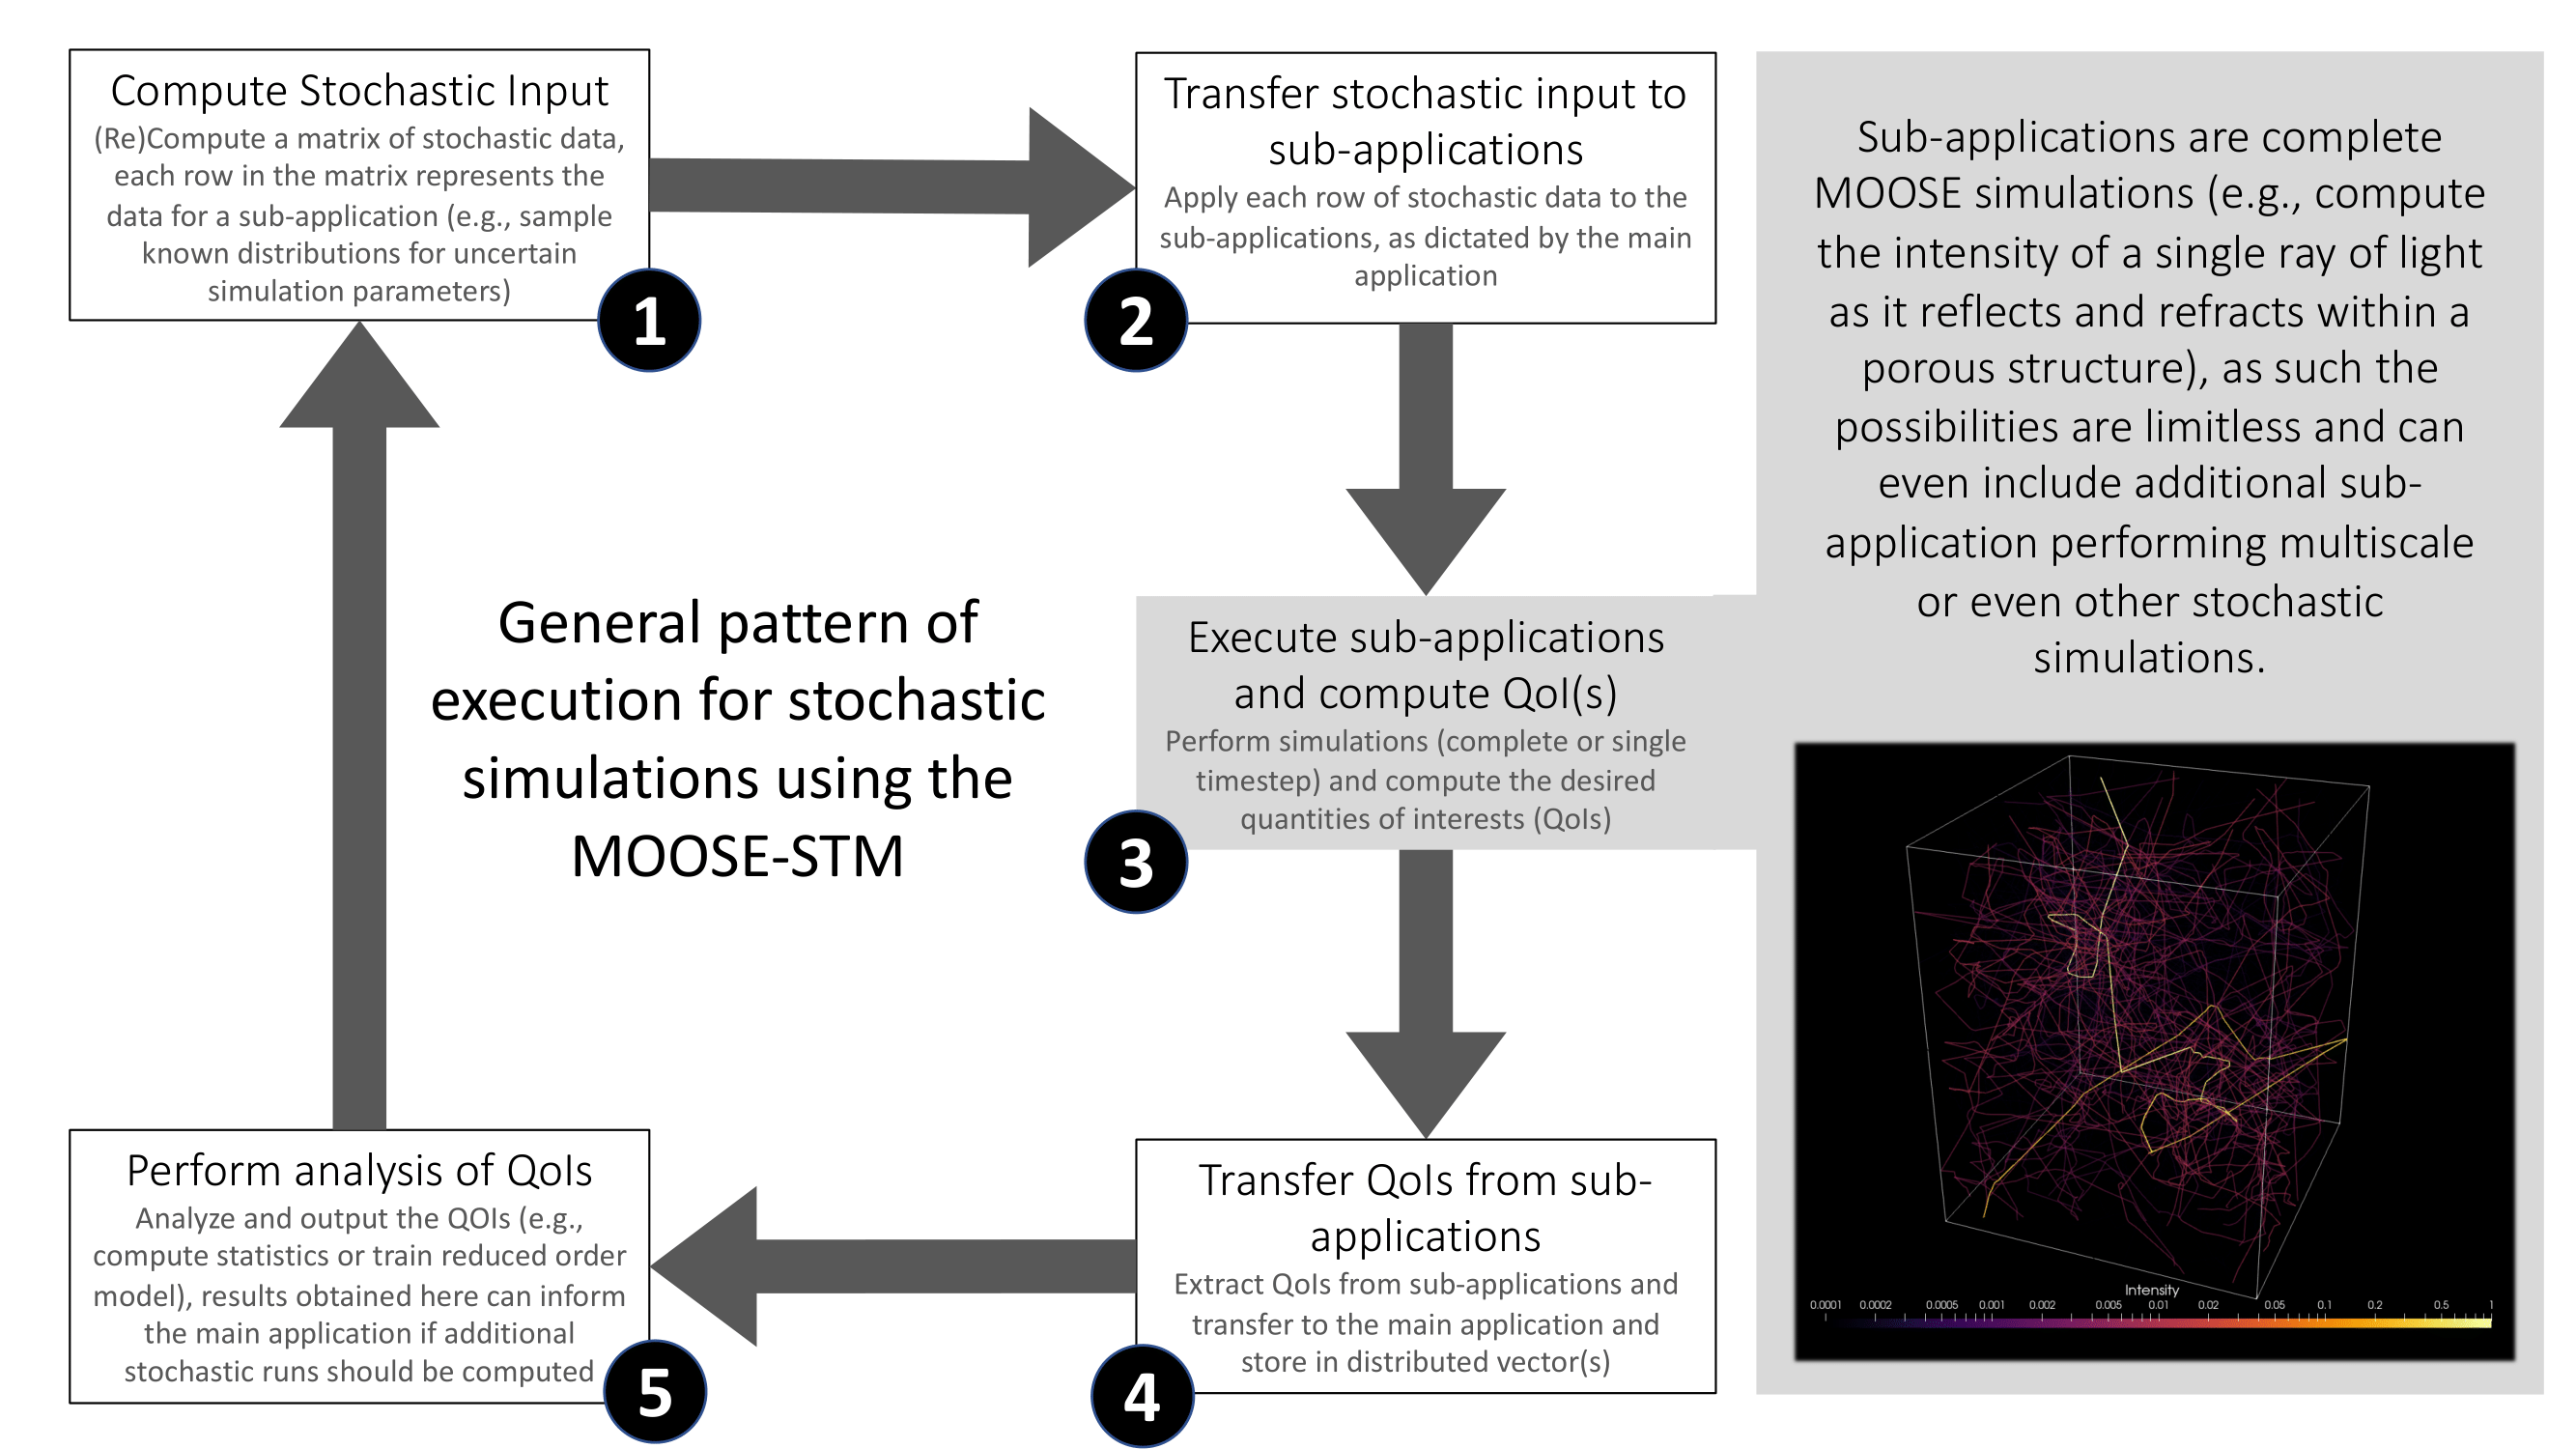 Compute Stochastic Input
(Re)Compute a matrix of stochastic data,
each row in the matrix represents the
data for a sub-application (e.g., sample
known distributions for uncertain
simulation parameters)
1
Transfer stochastic input to
sub-applications
Apply each row of stochastic data to the
sub-applications, as dictated by the main
application
2
Execute sub-applications
and compute QoI(s)
Perform simulations (complete or single
timestep) and compute the desired
quantities of interests (QoIs)
3
Transfer QoIs from sub-
applications
Extract QoIs from sub-applications and
transfer to the main application and
store in distributed vector(s)
4
Perform analysis of QoIs
Analyze and output the QOIs (e.g.,
compute statistics or train reduced order
model), results obtained here can inform
the main application if additional
stochastic runs should be computed
5
General pattern of
execution for stochastic
simulations using the
MOOSE-STM
Sub-applications are complete
MOOSE simulations (e.g., compute
the intensity of a single ray of light
as it reflects and refracts within a
porous structure), as such the
possibilities are limitless and can
even include additional sub-
application performing multiscale
or even other stochastic
simulations.
Intensity
0.0001 0.0002 0.0005 0.001 0.002 0.005 0.01 0.02 0.05 0.1 0.2 0.5 1